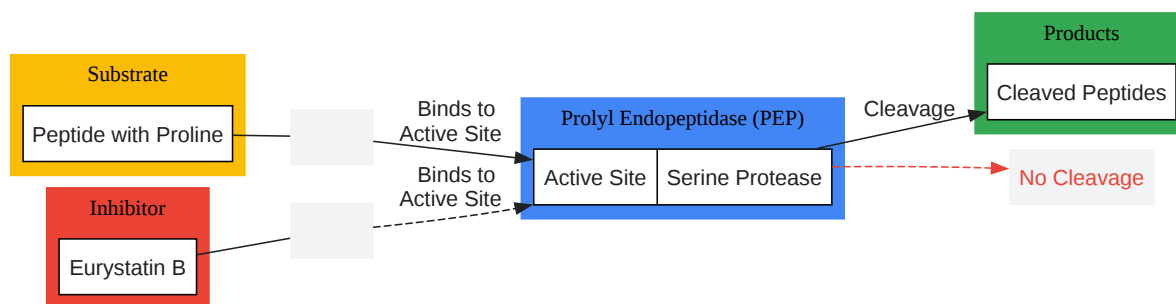 Substrate
Peptide with Proline
Inhibitor
Eurystatin B
Binds to
Active Site
Binds to
Active Site
Prolyl Endopeptidase (PEP)
Active Site
Serine Protease
Cleavage
Products
Cleaved Peptides
No Cleavage